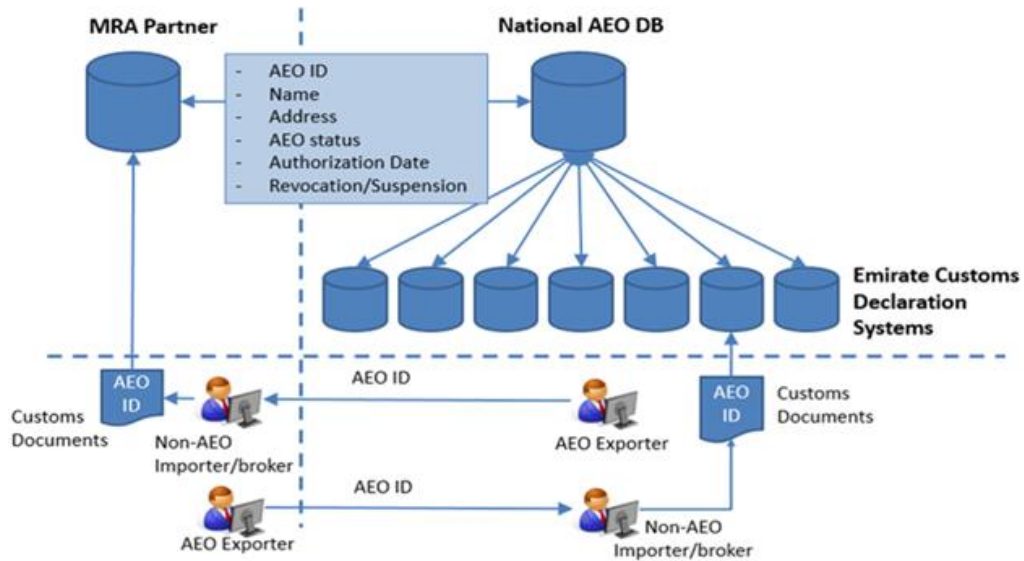 MRA Partner
National AEO DB
- AEO ID
- Name
- Address
- AEO status
- Authorization Date
- Revocation/Suspension
Emirate Customs
Declaration
Systems
AEO ID
AEO
ID
Customs
Documents
Non-AEO
Importer/broker
AEO Exporter
AEO
ID
Customs
Documents
AEO ID
AEO Exporter
Non-AEO
Importer/broker